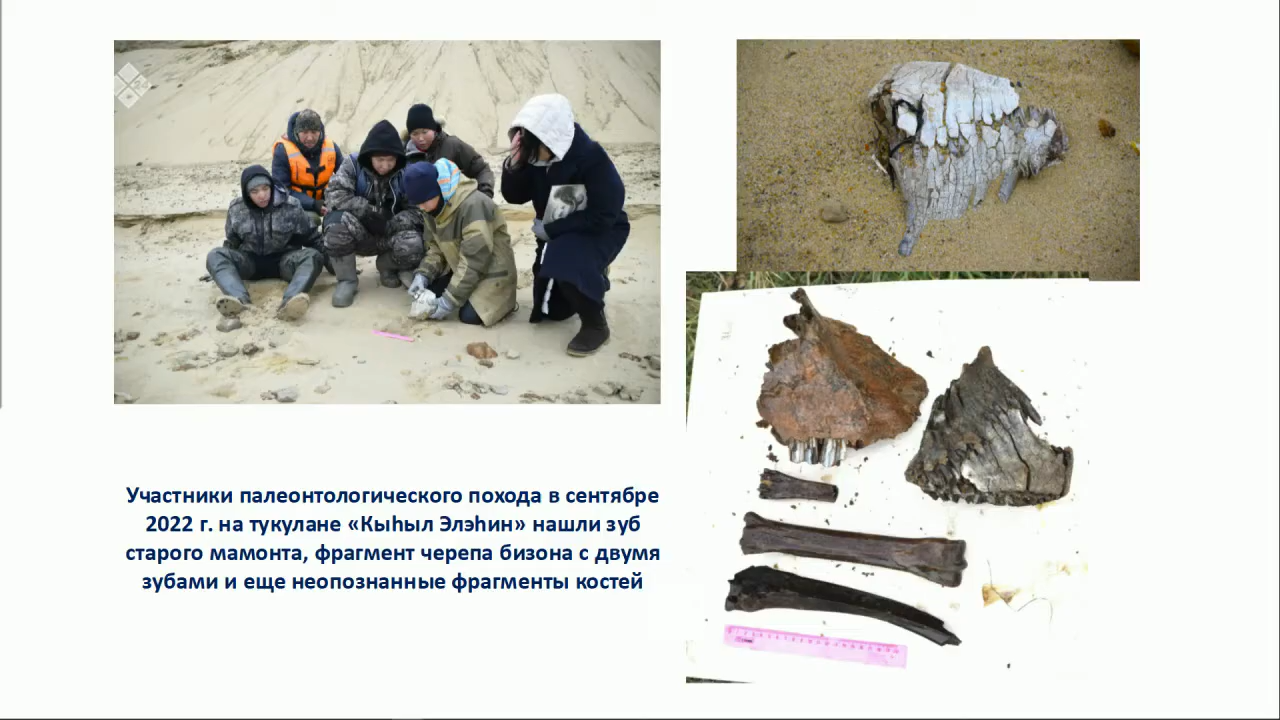 Участники палеонтологического похода в сентябре
2022 г. на тукулане «Кыһыл Элэһин» нашли зуб
старого мамонта, фрагмент черепа бизона с двумя
зубами и еще неопознанные фрагменты костей